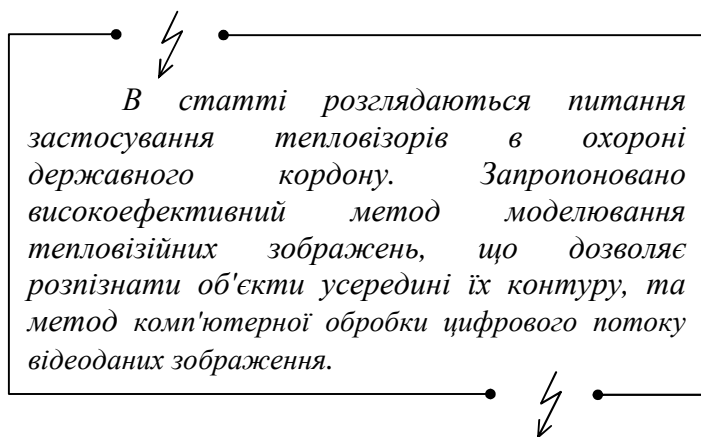 В статті розглядаються питання
застосування тепловізорів в охороні
державного кордону. Запропоновано
високоефективний метод моделювання
тепловізійних зображень, що дозволяє
розпізнати об'єкти усередині їх контуру, та
метод комп'ютерної обробки цифрового потоку
відеоданих зображення.